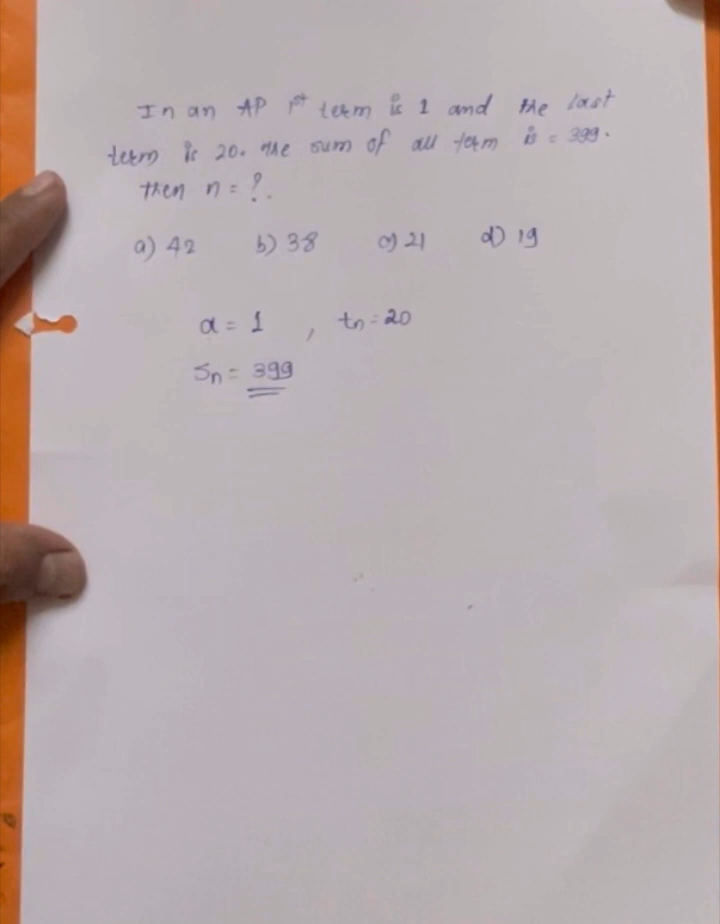 In an AP 1st term is 1 and the last
term is 20. The sum of all term is = 399.
then n = ?.
a) 42 b) 38 c) 21 d) 19
a = 1 , tn = 20
Sn = 399